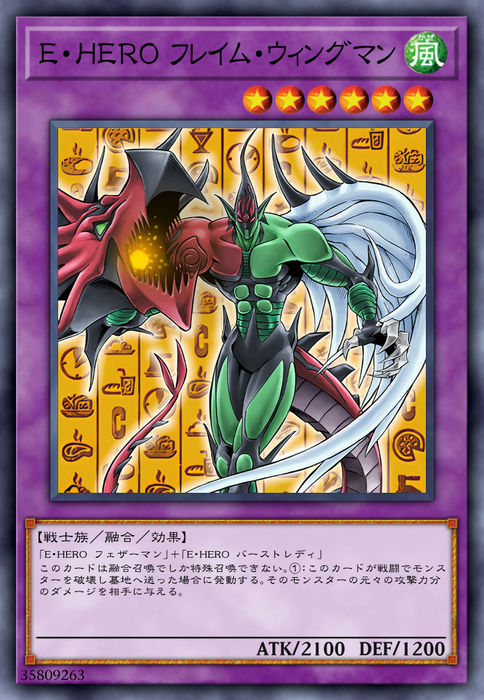 E・HERO フレイム・ウィングマン
かぜ
風
【戦士族／融合／効果】
「E・HERO フェザーマン」＋「E・HERO バーストレディ」
このカードは融合召喚でしか特殊召喚できない。①：このカードが戦闘でモンス
ターを破壊し墓地へ送った場合に発動する。そのモンスターの元々の攻撃力分
のダメージを相手に与える。
ATK/2100 DEF/1200
35809263